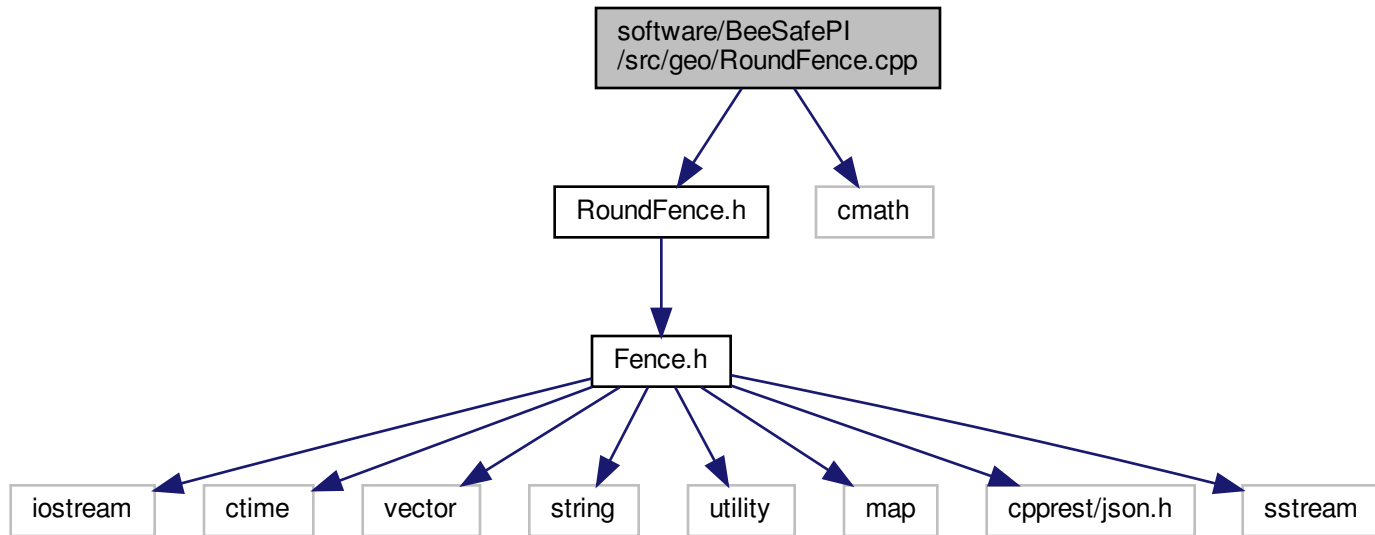 software/BeeSafePI
/src/geo/RoundFence.cpp
RoundFence.h
cmath
Fence.h
iostream
ctime
vector
string
utility
map
cpprest/json.h
sstream